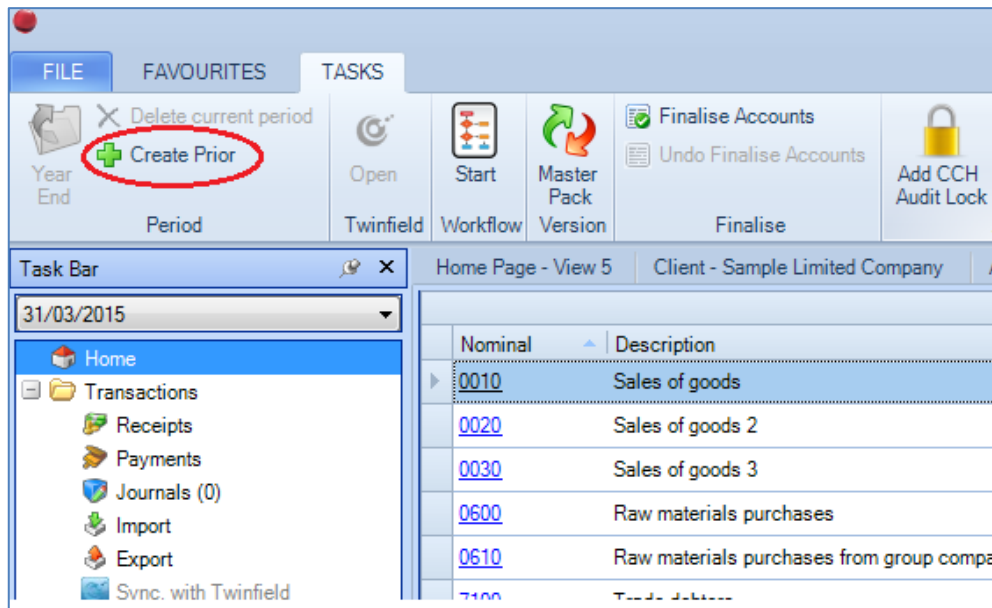 FILE FAVOURITES TASKS
Delete current period
Create Prior
Year
End
Period
Open
Twinfield
Start
Workflow
Master
Pack
Version
Finalise Accounts
Undo Finalise Accounts
Finalise
Add CCH
Audit Lock
Task Bar
31/03/2015
Home
Transactions
Receipts
Payments
Journals (0)
Import
Export
Sync. with Twinfield
Home Page - View 5 Client - Sample Limited Company
Nominal Description
0010 Sales of goods
0020 Sales of goods 2
0030 Sales of goods 3
0600 Raw materials purchases
0610 Raw materials purchases from group compa
7100 Trade debtors